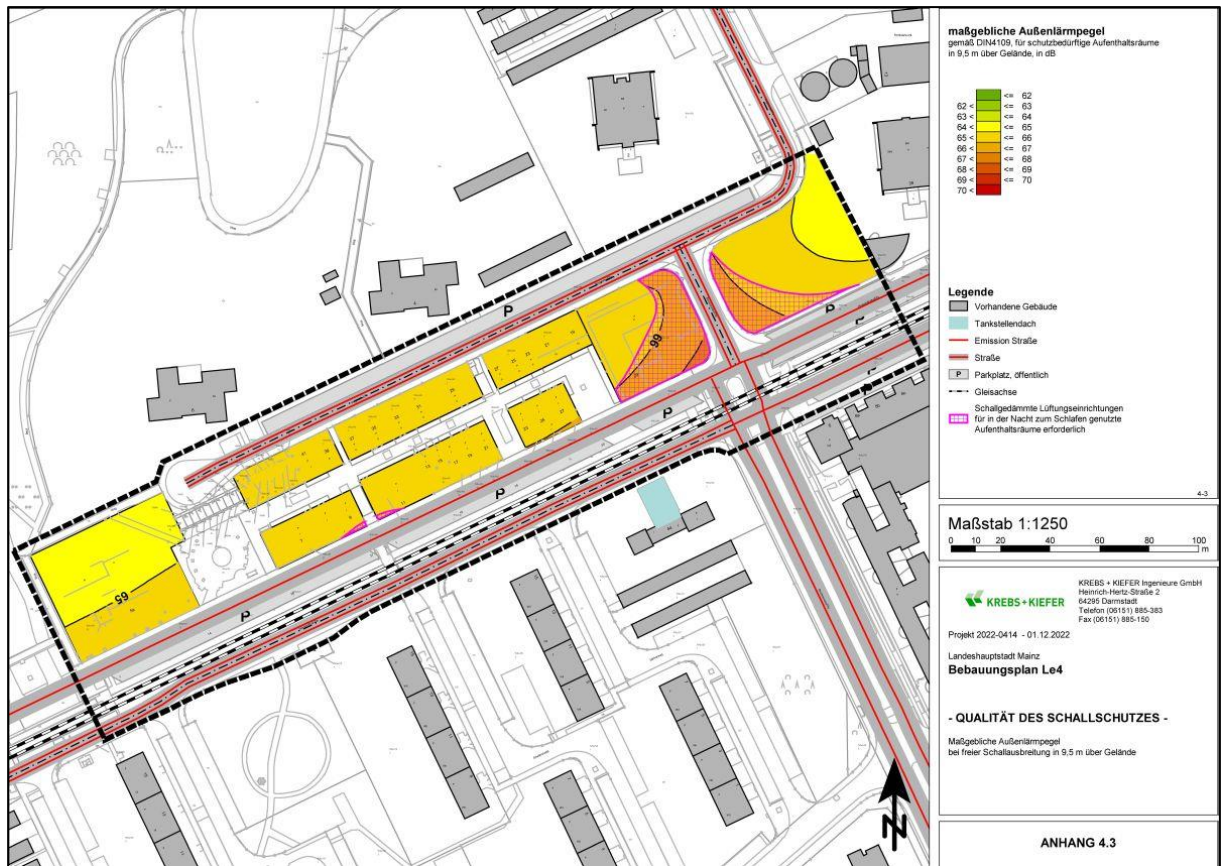 maßgebliche Außenlärmpegel
gemäß DIN4109, für schutzbedürftige Aufenthaltsräume
in 9,5 m über Gelände, in dB
<= 62
62 < <= 63
63 < <= 64
64 < <= 65
65 < <= 66
66 < <= 67
67 < <= 68
68 < <= 69
69 < <= 70
70 <
Legende
Vorhandene Gebäude
Tankstellendach
Emission Straße
Straße
P Parkplatz, öffentlich
Gleisachse
Schallgedämmte Lüftungseinrichtungen
für in der Nacht zum Schlafen genutzte
Aufenthaltsräume erforderlich
4-3
Maßstab 1:1250
0 10 20 40 60 80 100
m
KREBS+KIEFER
KREBS + KIEFER Ingenieure GmbH
Heinrich-Hertz-Straße 2
64295 Darmstadt
Telefon (06151) 885-383
Fax (06151) 885-150
Projekt 2022-0414 - 01.12.2022
Landeshauptstadt Mainz
Bebauungsplan Le4
- QUALITÄT DES SCHALLSCHUTZES -
Maßgebliche Außenlärmpegel
bei freier Schallausbreitung in 9,5 m über Gelände
ANHANG 4.3
P
P
P
P
66
P
P
65
P
N